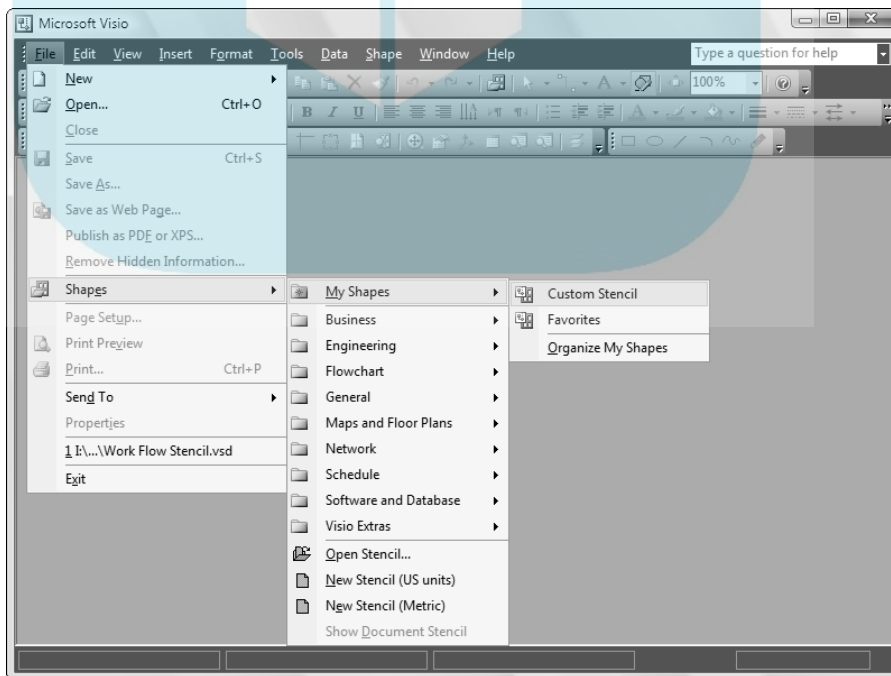 Microsoft Visio
File Edit View Insert Format Tools Data Shape Window Help
Type a question for help
100%
B I U
New
Open... Ctrl+O
Close
Save Ctrl+S
Save As...
Save as Web Page...
Publish as PDF or XPS...
Remove Hidden Information...
Shapes
Page Setup...
Print Preview
Print... Ctrl+P
Send To
Properties
1 I:\...\Work Flow Stencil.vsd
Exit
My Shapes
Business
Engineering
Flowchart
General
Maps and Floor Plans
Network
Schedule
Software and Database
Visio Extras
Open Stencil...
New Stencil (US units)
New Stencil (Metric)
Show Document Stencil
Custom Stencil
Favorites
Organize My Shapes